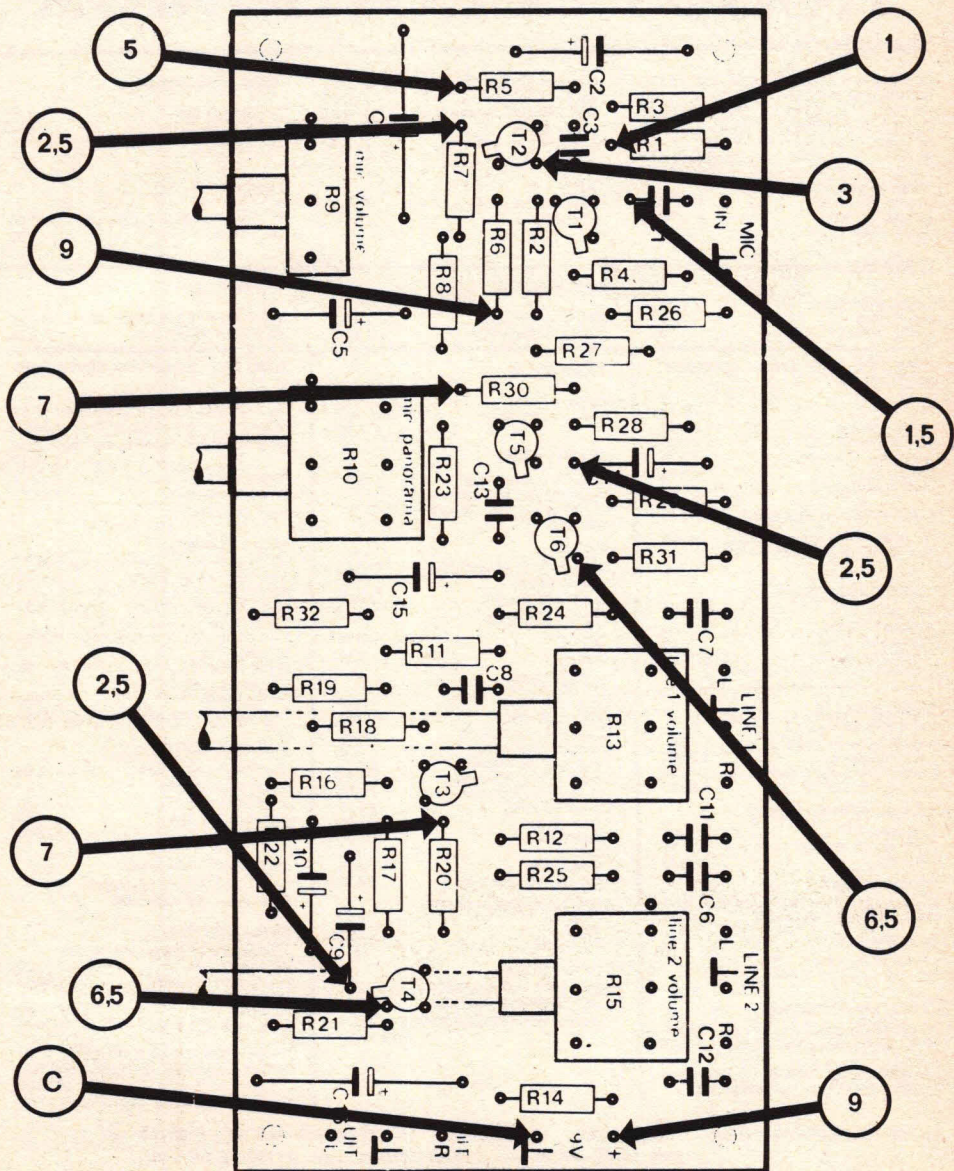 5
1
2,5
3
9
1,5
7
2,5
2,5
6,5
7
6,5
C
9
C2
R5
R3
C3
R1
T2
R7
R9
mic volume
T1
IN
MIC
R6
R2
R8
R4
R26
C5
R27
R30
R10
mic panorama
R28
T5
R23
C13
T6
R31
C15
R32
R24
C7
R11
C8
R19
L
LINE 1
R18
R13
line 1 volume
R
R16
T3
C11
R12
C10
R17
R20
R25
C6
C9
L
LINE 2
T4
R15
line 2 volume
R
R21
C12
R14
UIT
L
R
9V
+